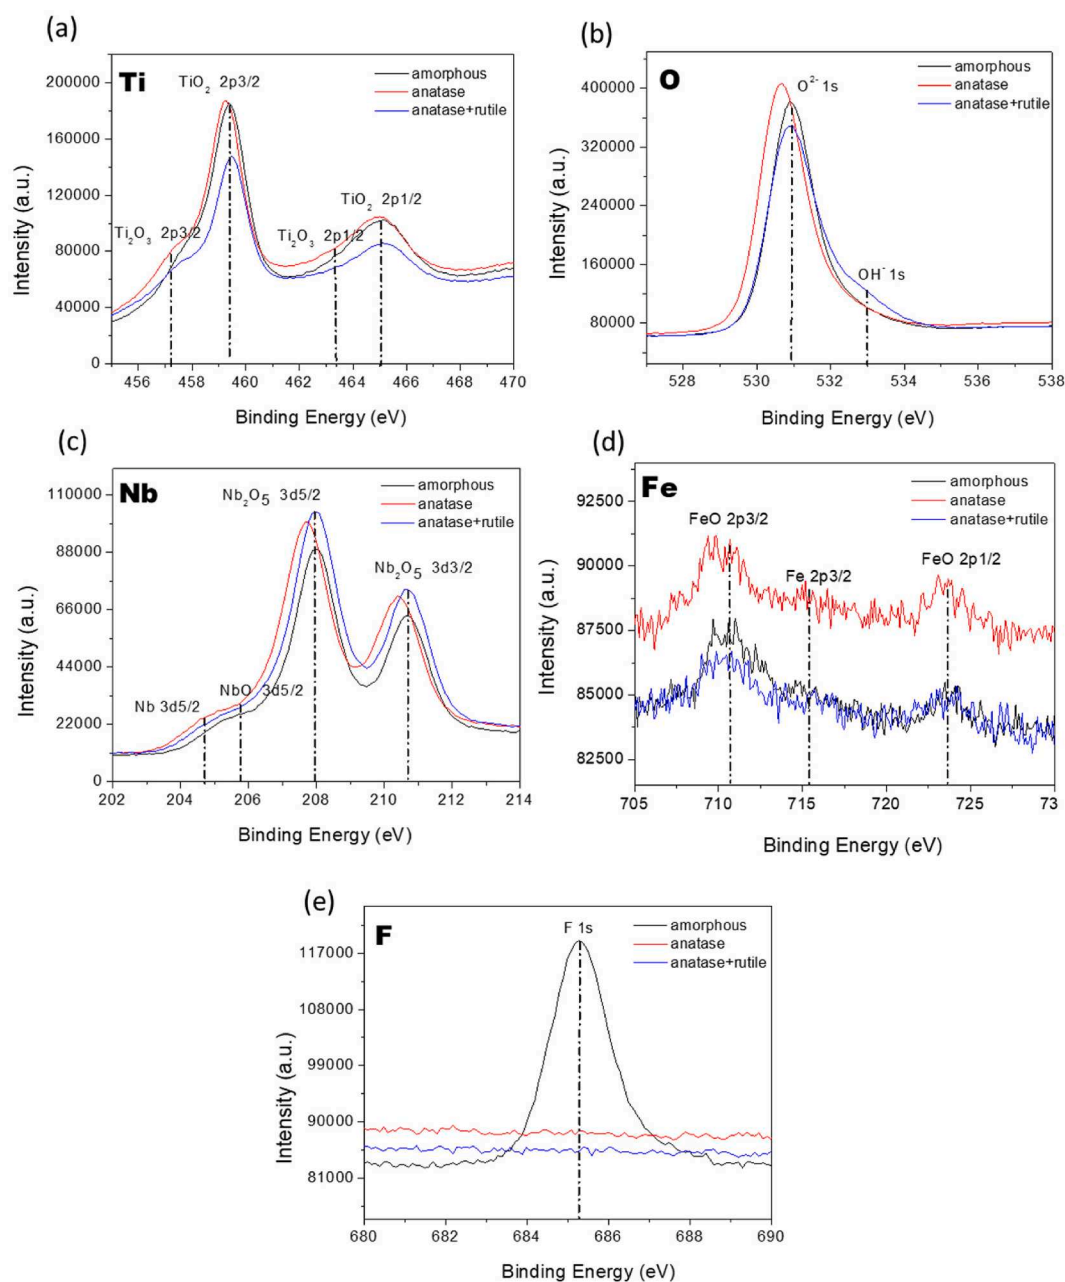 (a)
Ti
TiO2 2p3/2
amorphous
anatase
anatase+rutile
Ti2O3 2p3/2
Ti2O3 2p1/2
TiO2 2p1/2
200000
160000
120000
80000
40000
0
Intensity (a.u.)
456 458 460 462 464 466 468 470
Binding Energy (eV)
(b)
O
O2- 1s
amorphous
anatase
anatase+rutile
OH- 1s
400000
320000
240000
160000
80000
Intensity (a.u.)
528 530 532 534 536 538
Binding Energy (eV)
(c)
Nb
Nb2O5 3d5/2
amorphous
anatase
anatase+rutile
Nb2O5 3d3/2
NbO 3d5/2
Nb 3d5/2
110000
88000
66000
44000
22000
0
Intensity (a.u.)
202 204 206 208 210 212 214
Binding Energy (eV)
(d)
Fe
amorphous
anatase
anatase+rutile
FeO 2p3/2
Fe 2p3/2
FeO 2p1/2
92500
90000
87500
85000
82500
Intensity (a.u.)
705 710 715 720 725 73
Binding Energy (eV)
(e)
F
F 1s
amorphous
anatase
anatase+rutile
117000
108000
99000
90000
81000
Intensity (a.u.)
680 682 684 686 688 690
Binding Energy (eV)